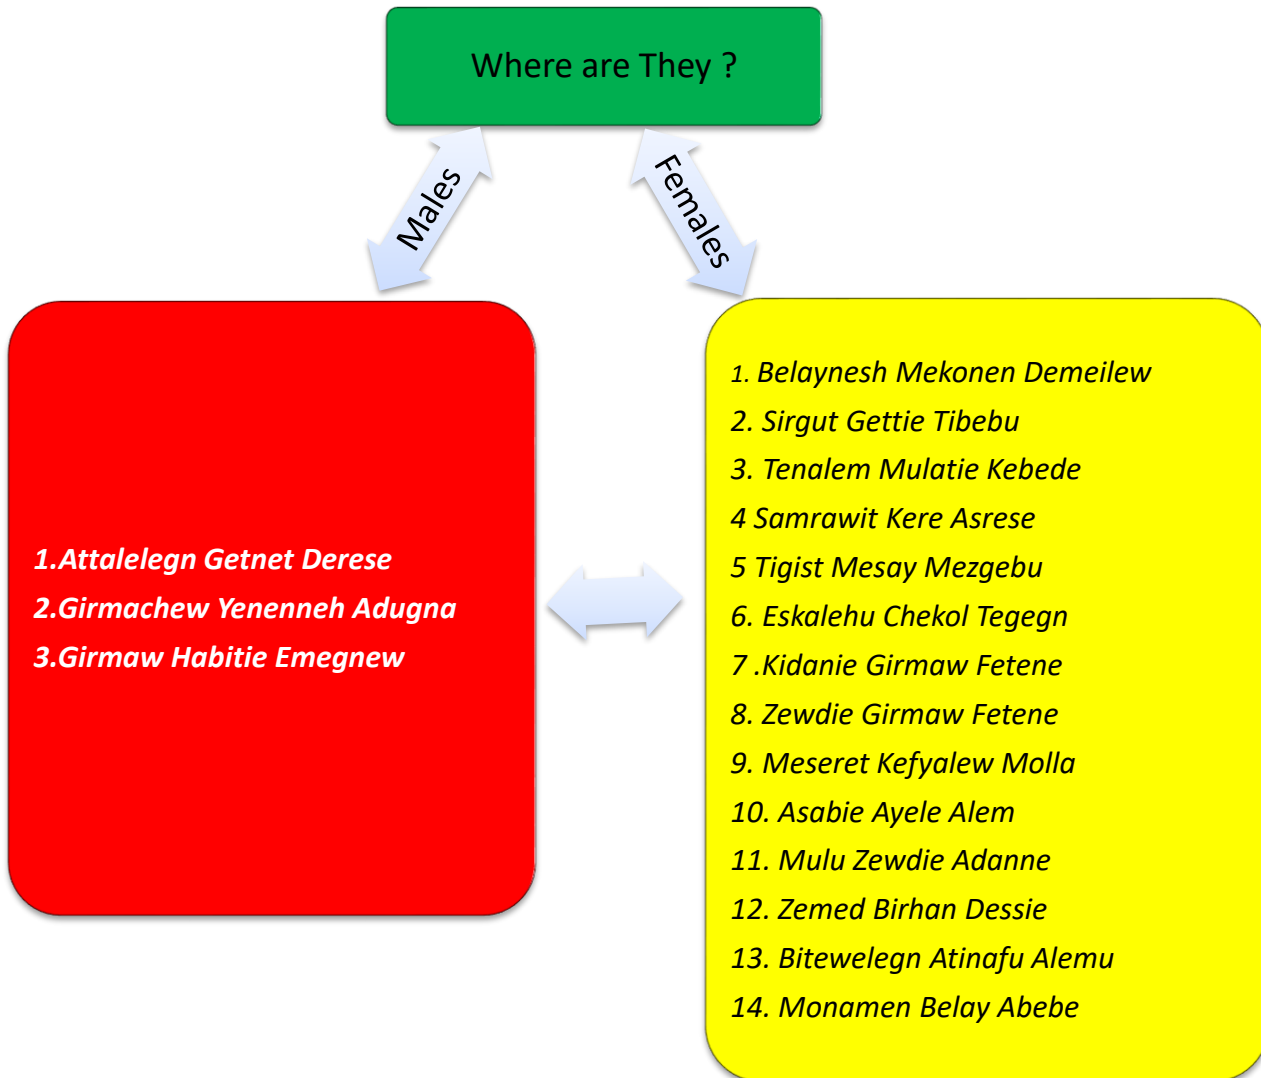 Where are They ?
Males
Females
1.Attalelegn Getnet Derese
2.Girmachew Yenenneh Adugna
3.Girmaw Habitie Emegnew
1. Belaynesh Mekonen Demeilew
2. Sirgut Gettie Tibebu
3. Tenalem Mulatie Kebede
4 Samrawit Kere Asrese
5 Tigist Mesay Mezgebu
6. Eskalehu Chekol Tegegn
7 .Kidanie Girmaw Fetene
8. Zewdie Girmaw Fetene
9. Meseret Kefyalew Molla
10. Asabie Ayele Alem
11. Mulu Zewdie Adanne
12. Zemed Birhan Dessie
13. Bitewelegn Atinafu Alemu
14. Monamen Belay Abebe